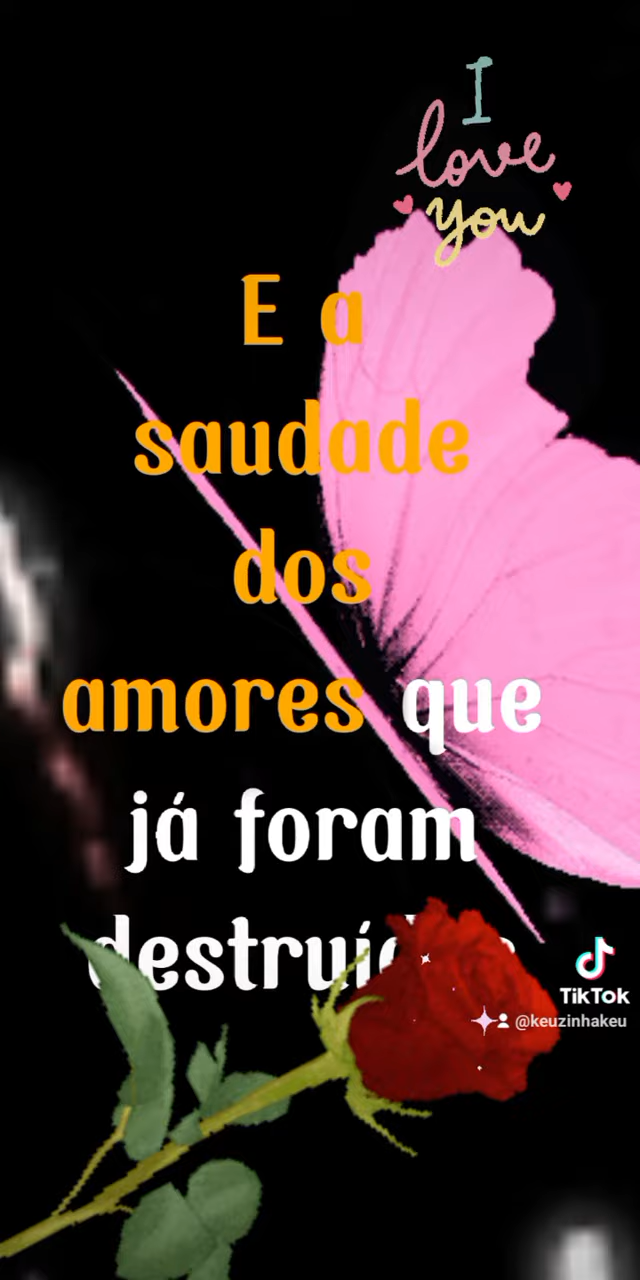 I
love
you
E a
saudade
dos
amores que
já foram
TikTok
@keuzinhakeu